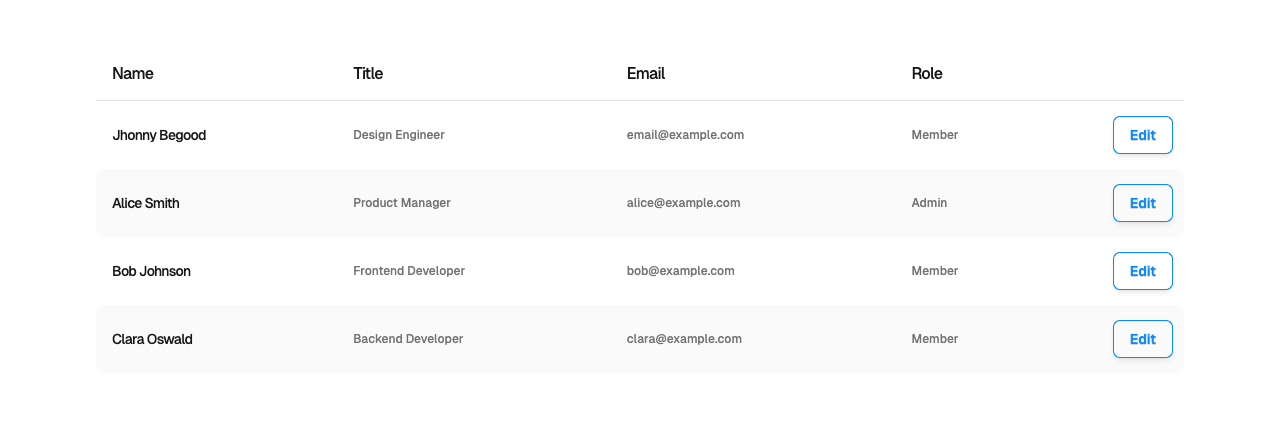 Name Title Email Role
Jhonny Begood Design Engineer email@example.com Member Edit
Alice Smith Product Manager alice@example.com Admin Edit
Bob Johnson Frontend Developer bob@example.com Member Edit
Clara Oswald Backend Developer clara@example.com Member Edit